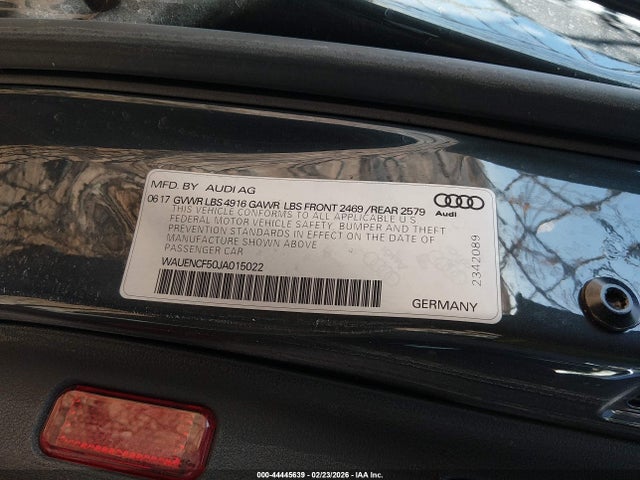 MFD. BY AUDI AG
06 17 GVWR LBS 4916 GAWR LBS FRONT 2469 /REAR 2579
THIS VEHICLE CONFORMS TO ALL APPLICABLE U S
FEDERAL MOTOR VEHICLE SAFETY, BUMPER AND THEFT
PREVENTION STANDARDS IN EFFECT ON THE DATE OF
MANUFACTURE SHOWN ABOVE
PASSENGER CAR
WAUENCF50JA015022
Audi
2342089
GERMANY
000-44445639 - 02/23/2026 - IAA Inc.